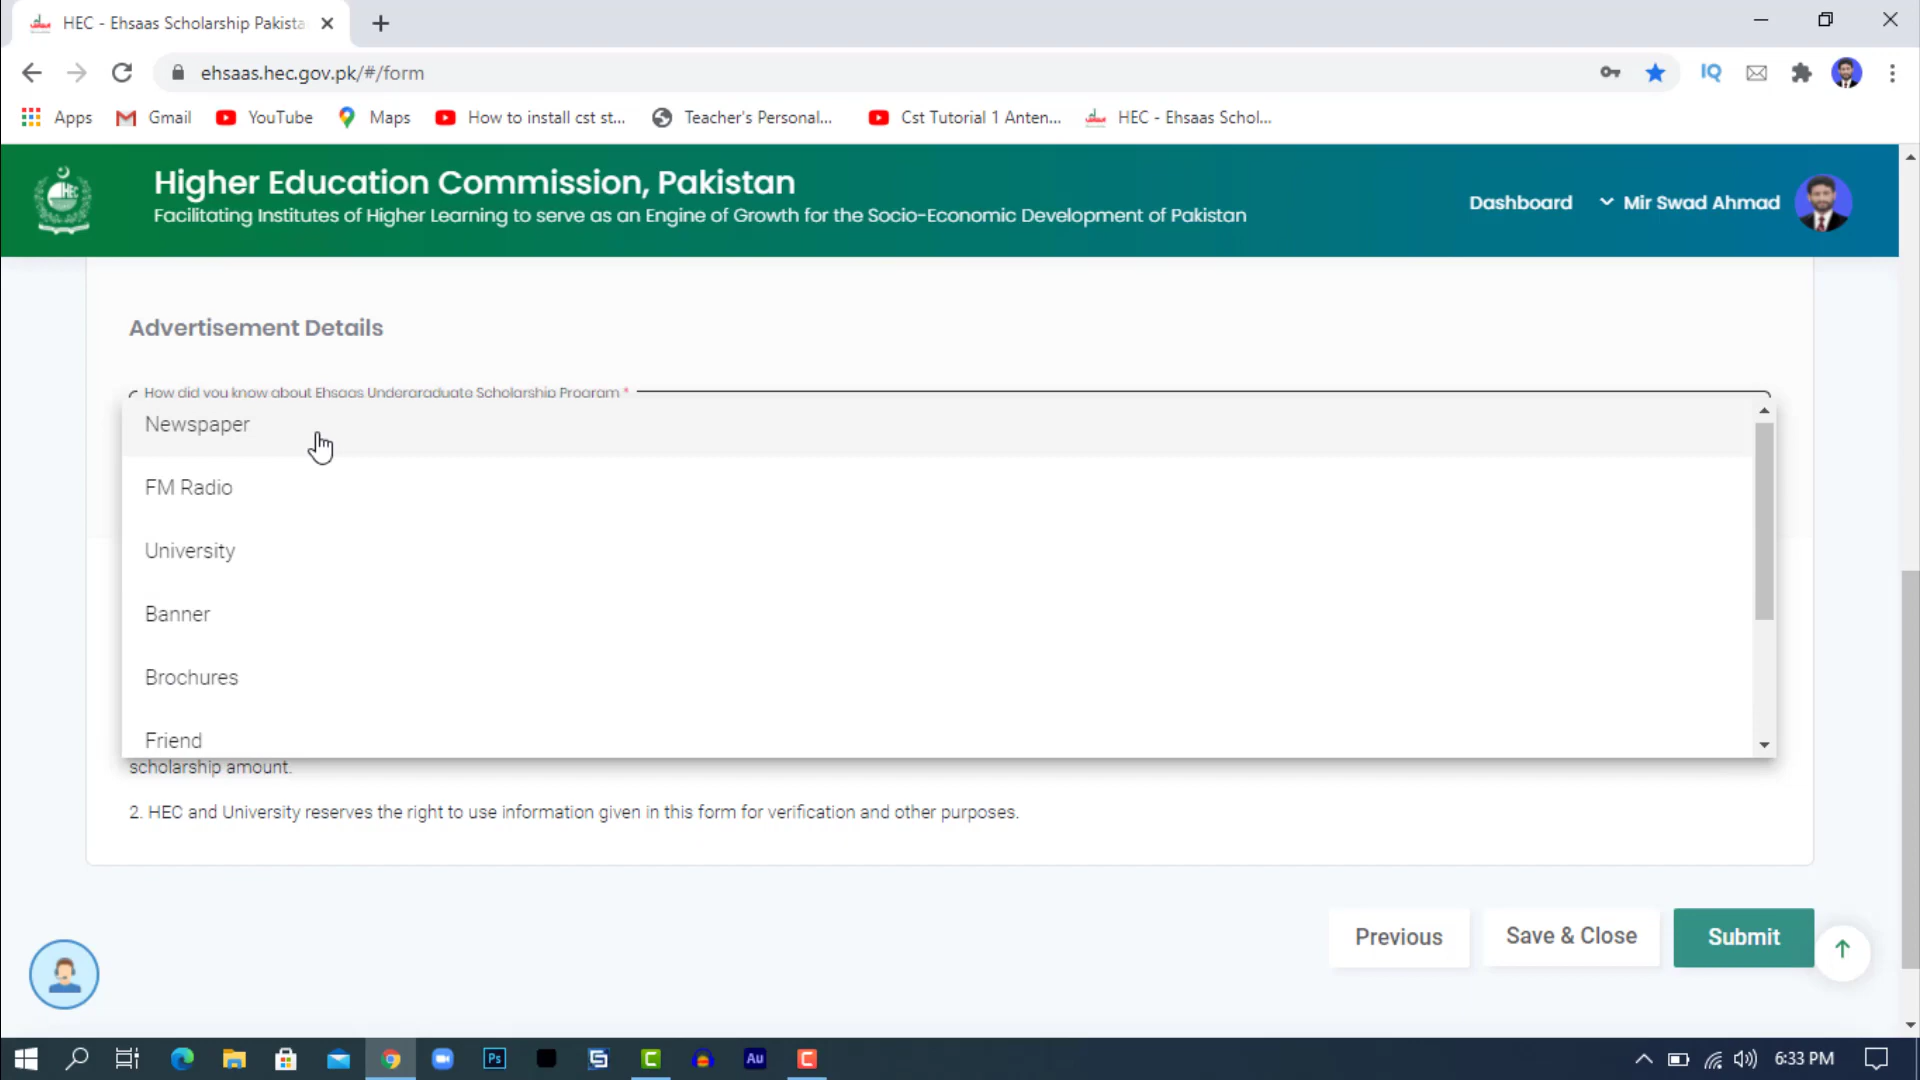 HEC - Ehsaas Scholarship Pakista
ehsaas.hec.gov.pk/#/form
IQ
Apps
Gmail
YouTube
Maps
How to install cst st...
Teacher's Personal...
Cst Tutorial 1 Anten...
HEC - Ehsaas Schol...
HEC
Higher Education Commission, Pakistan
Facilitating Institutes of Higher Learning to serve as an Engine of Growth for the Socio-Economic Development of Pakistan
Dashboard
Mir Swad Ahmad
Advertisement Details
How did you know about Ehsaas Undergraduate Scholarship Program *
Newspaper
FM Radio
University
Banner
Brochures
Friend
scholarship amount.
2. HEC and University reserves the right to use information given in this form for verification and other purposes.
Previous
Save & Close
Submit
Ps
Au
6:33 PM